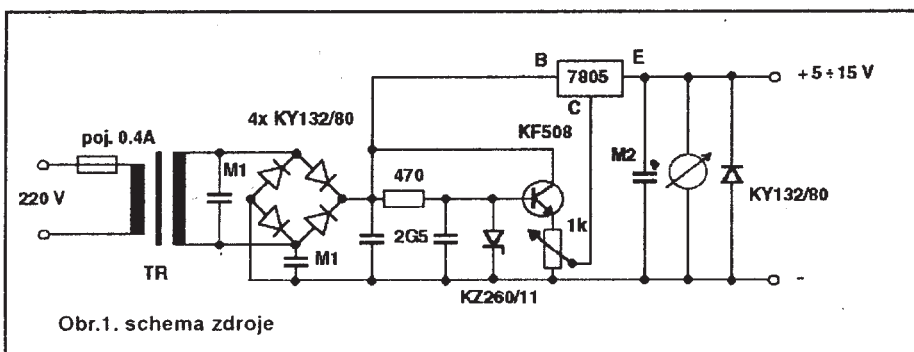 B
E
7805
+5÷15 V
C
4x KY132/80
KF508
poj. 0.4A
M1
M2
470
220 V
1k
KY132/80
2G5
M1
TR
KZ260/11
-
Obr.1. schema zdroje